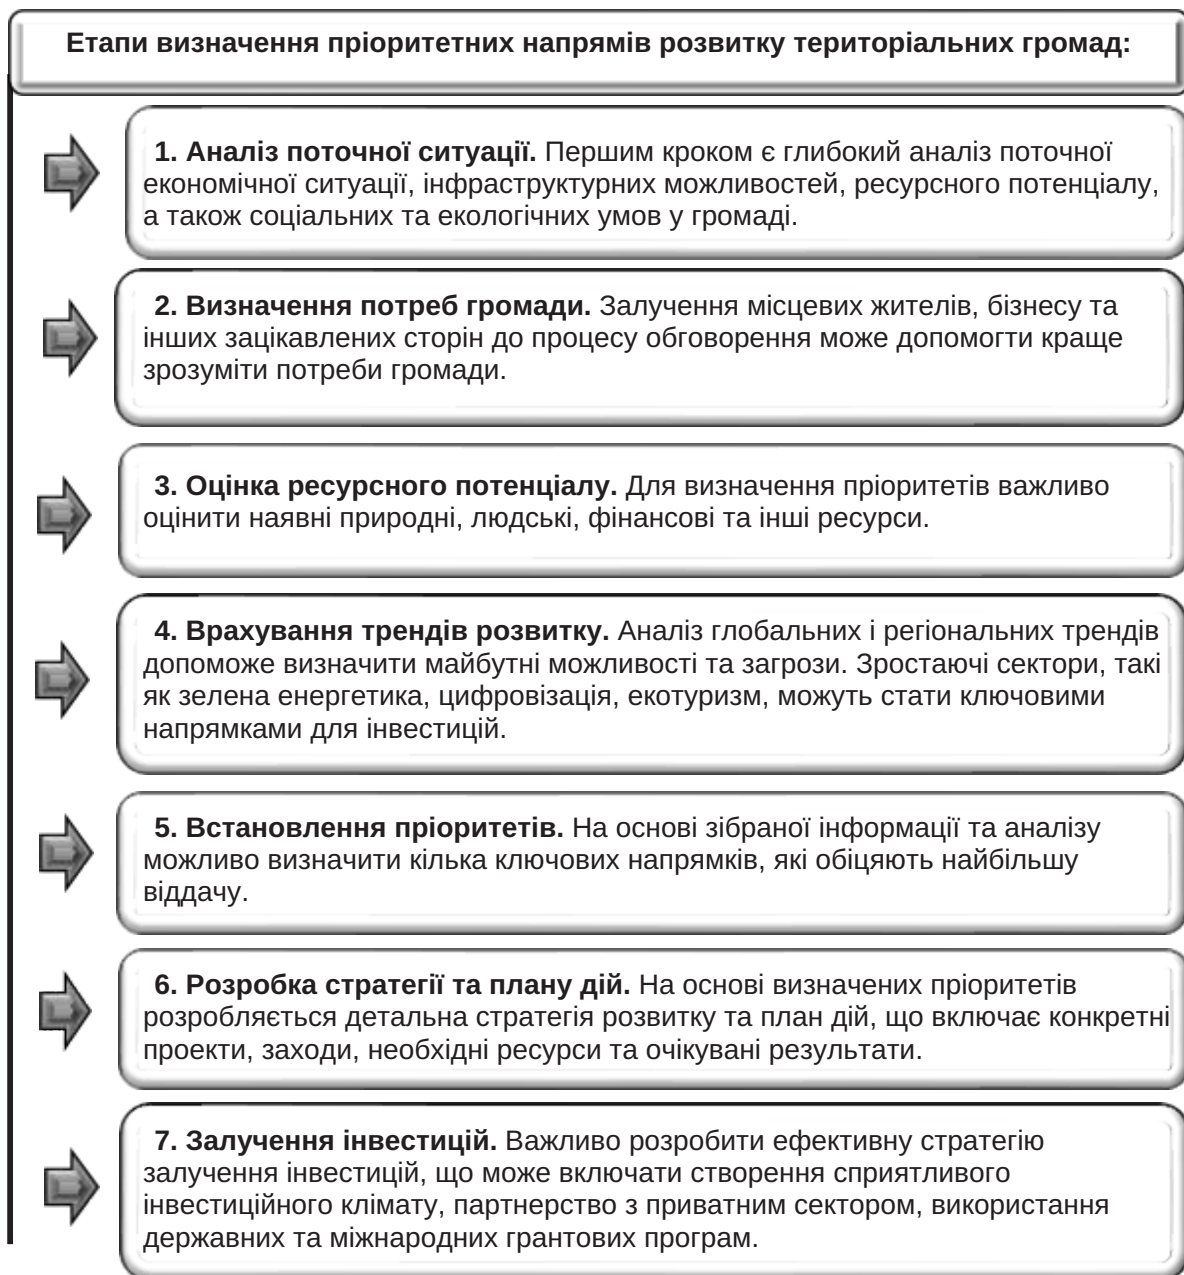 Етапи визначення пріоритетних напрямів розвитку територіальних громад:
1. Аналіз поточної ситуації. Першим кроком є глибокий аналіз поточної
економічної ситуації, інфраструктурних можливостей, ресурсного потенціалу,
а також соціальних та екологічних умов у громаді.
2. Визначення потреб громади. Залучення місцевих жителів, бізнесу та
інших зацікавлених сторін до процесу обговорення може допомогти краще
зрозуміти потреби громади.
3. Оцінка ресурсного потенціалу. Для визначення пріоритетів важливо
оцінити наявні природні, людські, фінансові та інші ресурси.
4. Врахування трендів розвитку. Аналіз глобальних і регіональних трендів
допоможе визначити майбутні можливості та загрози. Зростаючі сектори, такі
як зелена енергетика, цифровізація, екотуризм, можуть стати ключовими
напрямками для інвестицій.
5. Встановлення пріоритетів. На основі зібраної інформації та аналізу
можливо визначити кілька ключових напрямків, які обіцяють найбільшу
віддачу.
6. Розробка стратегії та плану дій. На основі визначених пріоритетів
розробляється детальна стратегія розвитку та план дій, що включає конкретні
проекти, заходи, необхідні ресурси та очікувані результати.
7. Залучення інвестицій. Важливо розробити ефективну стратегію
залучення інвестицій, що може включати створення сприятливого
інвестиційного клімату, партнерство з приватним сектором, використання
державних та міжнародних грантових програм.